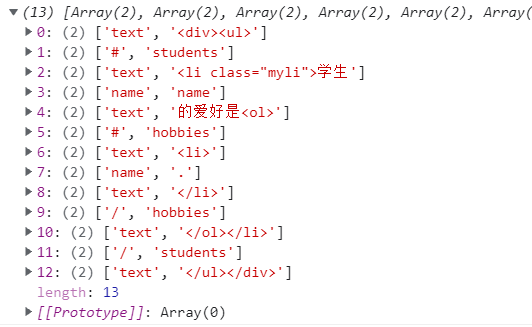 (13) [Array(2), Array(2), Array(2), Array(2), Array(2), Arra
0: (2) ['text', '<div><ul>']
1: (2) ['#', 'students']
2: (2) ['text', '<li class="myli">学生']
3: (2) ['name', 'name']
4: (2) ['text', '的爱好是<ol>']
5: (2) ['#', 'hobbies']
6: (2) ['text', '<li>']
7: (2) ['name', '.']
8: (2) ['text', '</li>']
9: (2) ['/', 'hobbies']
10: (2) ['text', '</ol></li>']
11: (2) ['/', 'students']
12: (2) ['text', '</ul></div>']
length: 13
[[Prototype]]: Array(0)